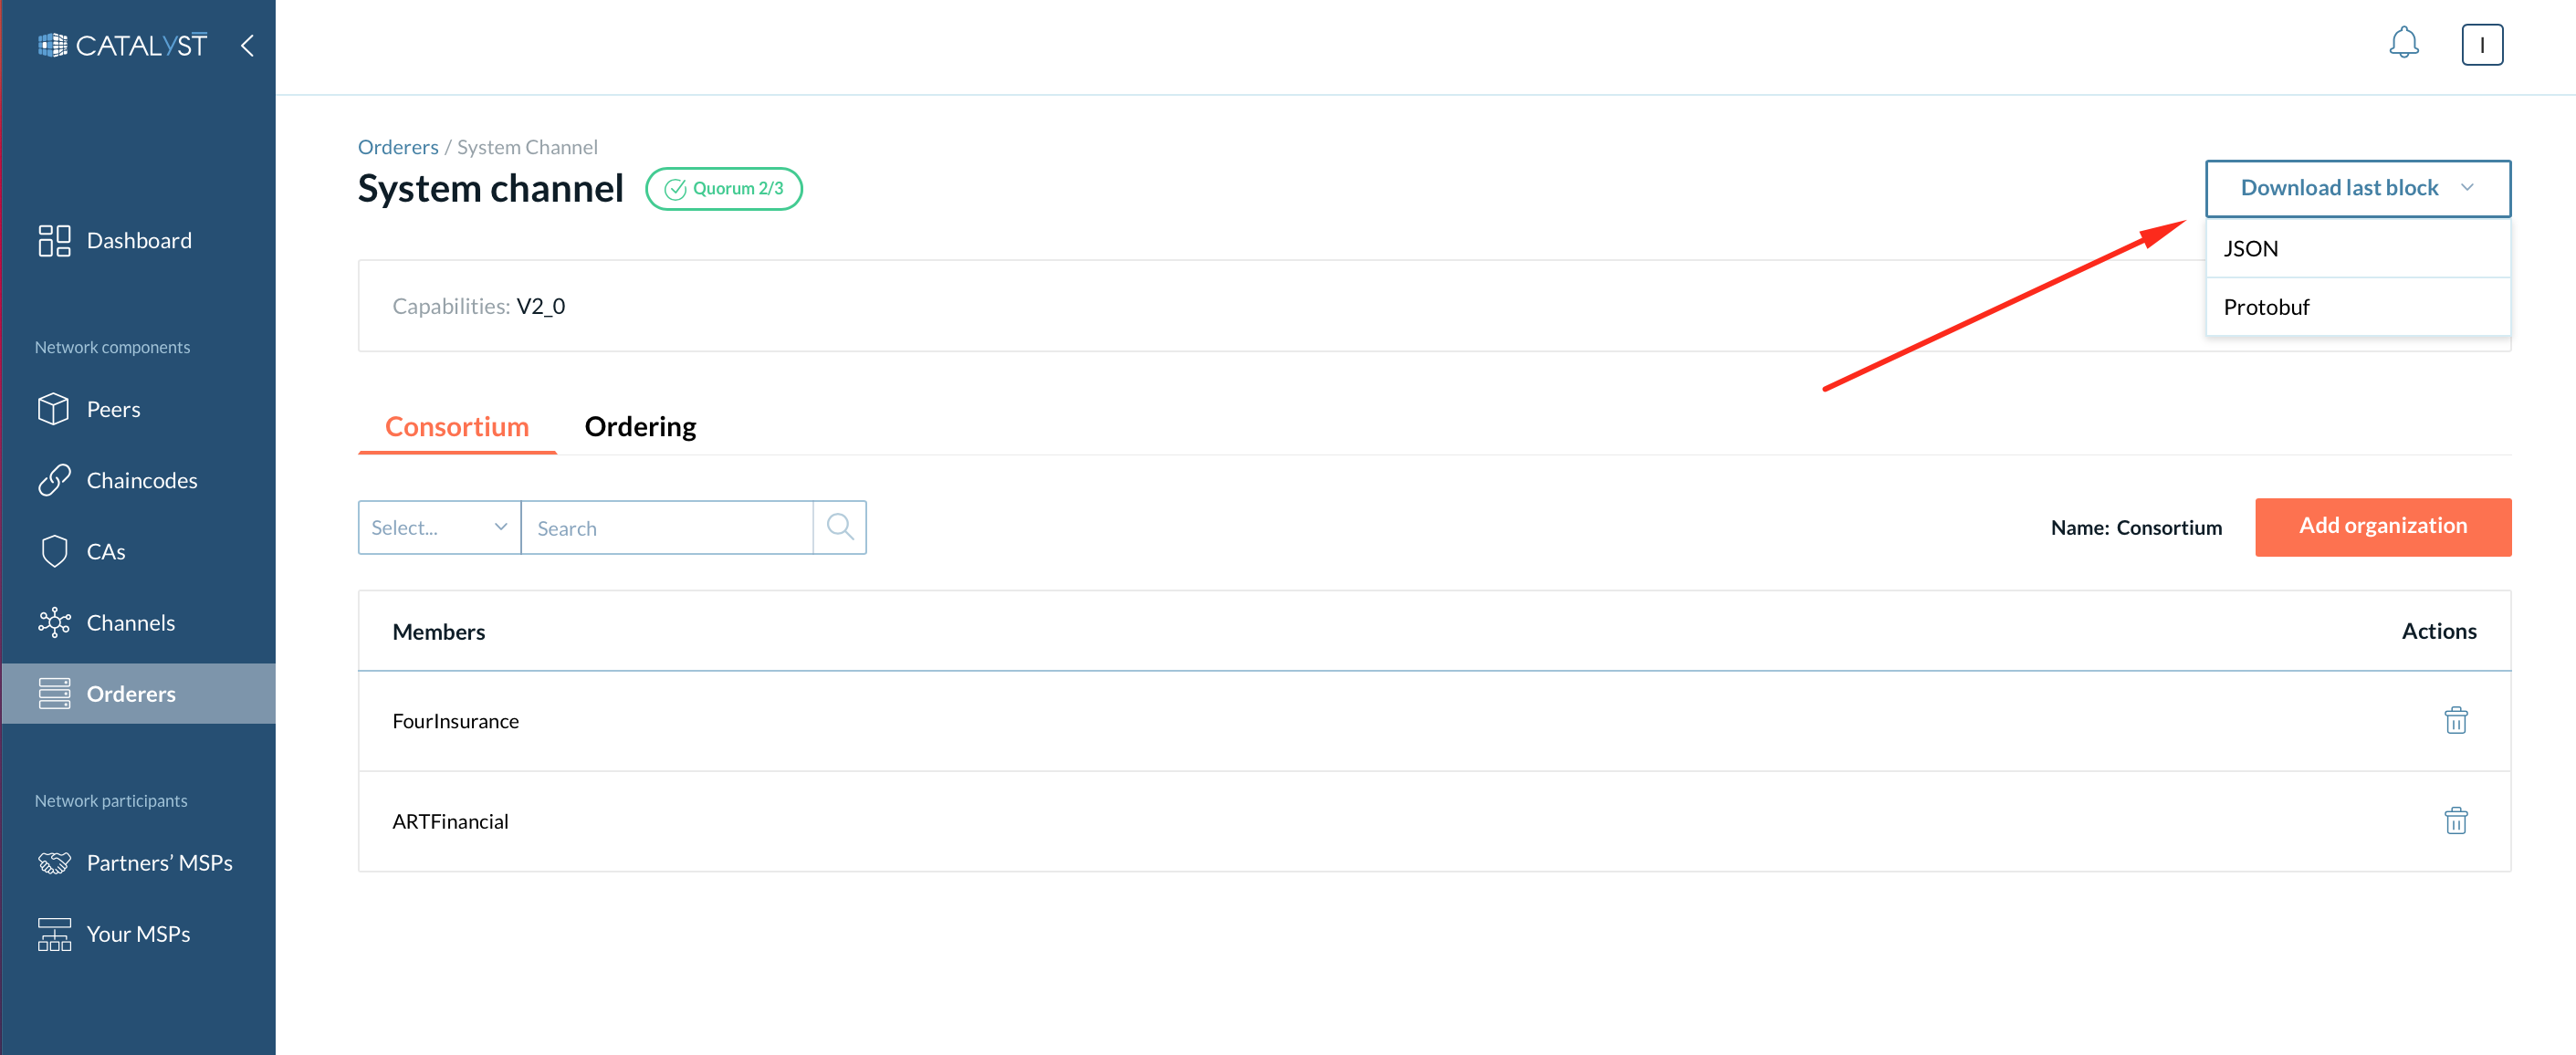 CATALYST
I
Dashboard
Network components
Peers
Chaincodes
CAs
Channels
Orderers
Network participants
Partners’ MSPs
Your MSPs
Orderers / System Channel
System channel
Quorum 2/3
Download last block
JSON
Protobuf
Capabilities: V2_0
Consortium
Ordering
Select...
Search
Name: Consortium
Add organization
Members
Actions
FourInsurance
ARTFinancial